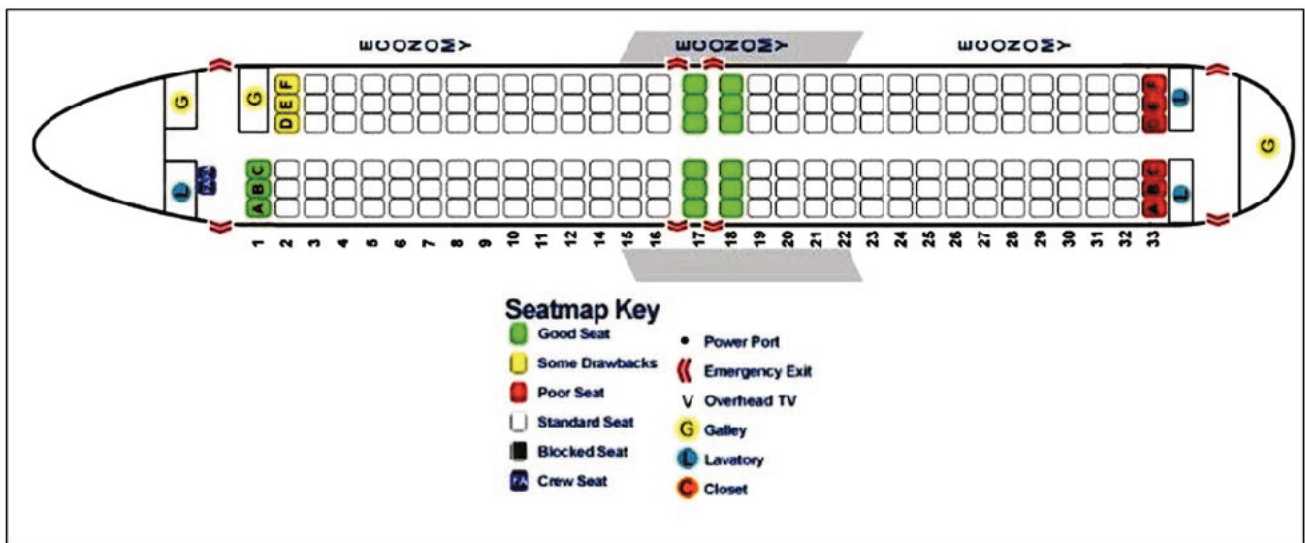 ECONOMY ECONOMY ECONOMY
G G F F L
E E
D D G
L C C L
B B
A A
1 2 3 4 5 6 7 8 9 10 11 12 14 15 16 17 18 19 20 21 22 23 24 25 26 27 28 29 30 31 32 33
Seatmap Key
Good Seat
Some Drawbacks
Poor Seat
Standard Seat
Blocked Seat
FA Crew Seat
Power Port
Emergency Exit
V Overhead TV
G Galley
L Lavatory
C Closet